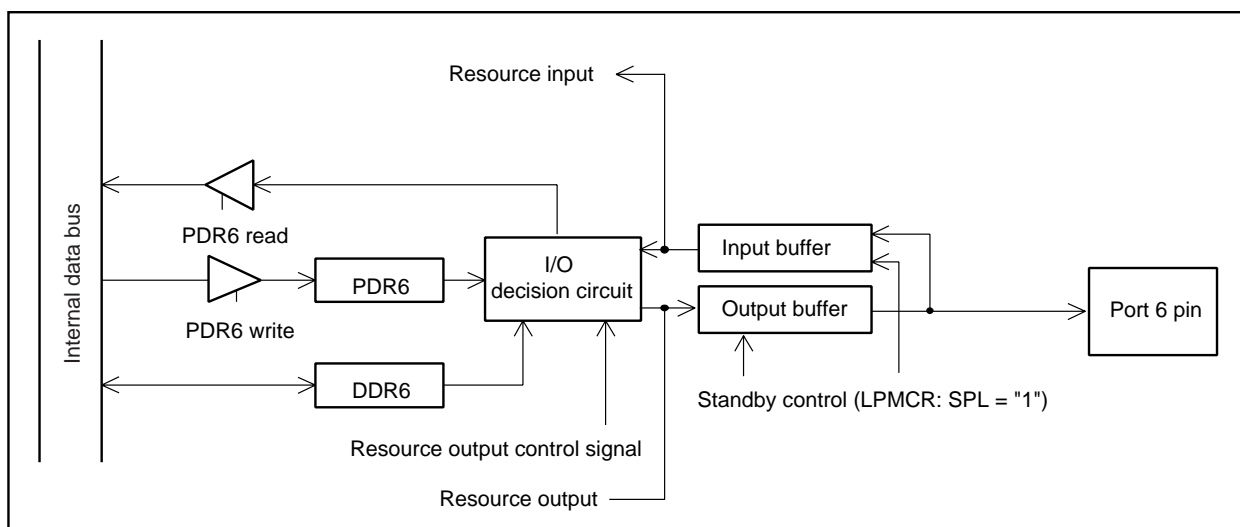 Resource input
Internal data bus
PDR6 read
I/O
decision circuit
Input buffer
PDR6
Output buffer
Port 6 pin
PDR6 write
DDR6
Standby control (LPMCR: SPL = "1")
Resource output control signal
Resource output